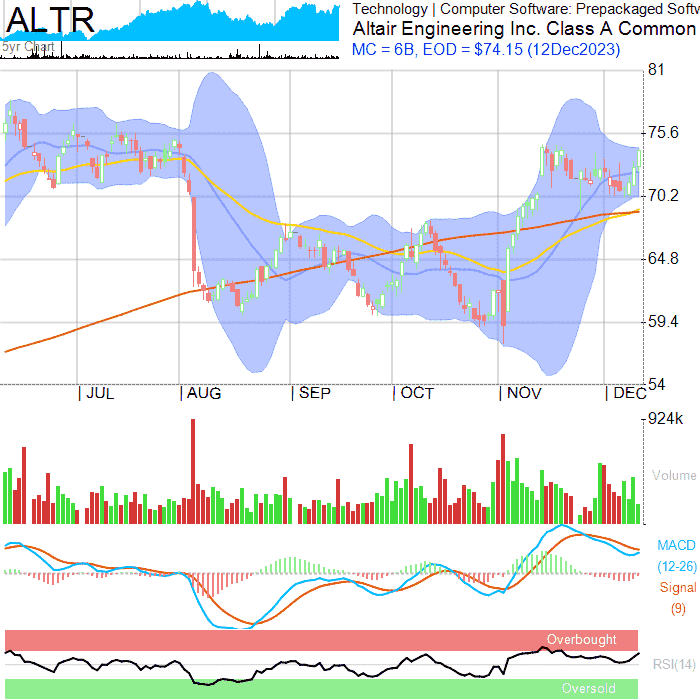 ALTR
5yr Chart
Technology | Computer Software: Prepackaged Softw
Altair Engineering Inc. Class A Common
MC = 6B, EOD = $74.15 (12Dec2023)
81
75.6
70.2
64.8
59.4
54
| JUL | AUG | SEP | OCT | NOV | DEC
924k
Volume
MACD
(12-26)
Signal
(9)
Overbought
RSI(14)
Oversold